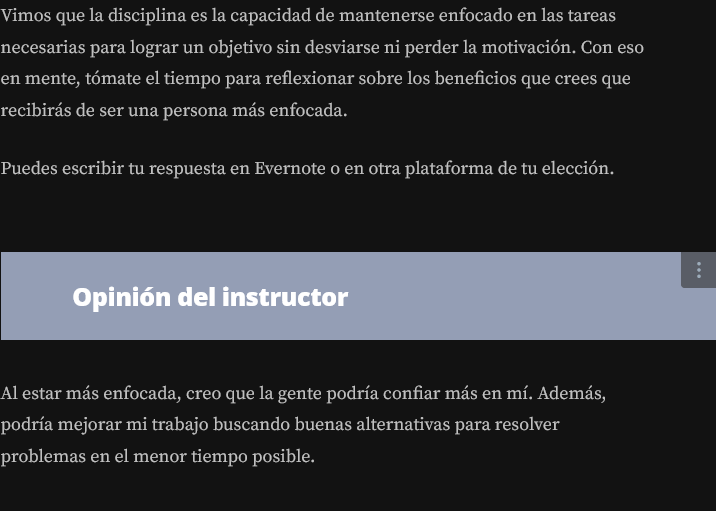 Vimos que la disciplina es la capacidad de mantenerse enfocado en las tareas
necesarias para lograr un objetivo sin desviarse ni perder la motivación. Con eso
en mente, tómate el tiempo para reflexionar sobre los beneficios que crees que
recibirás de ser una persona más enfocada.
Puedes escribir tu respuesta en Evernote o en otra plataforma de tu elección.
Opinión del instructor
Al estar más enfocada, creo que la gente podría confiar más en mí. Además,
podría mejorar mi trabajo buscando buenas alternativas para resolver
problemas en el menor tiempo posible.